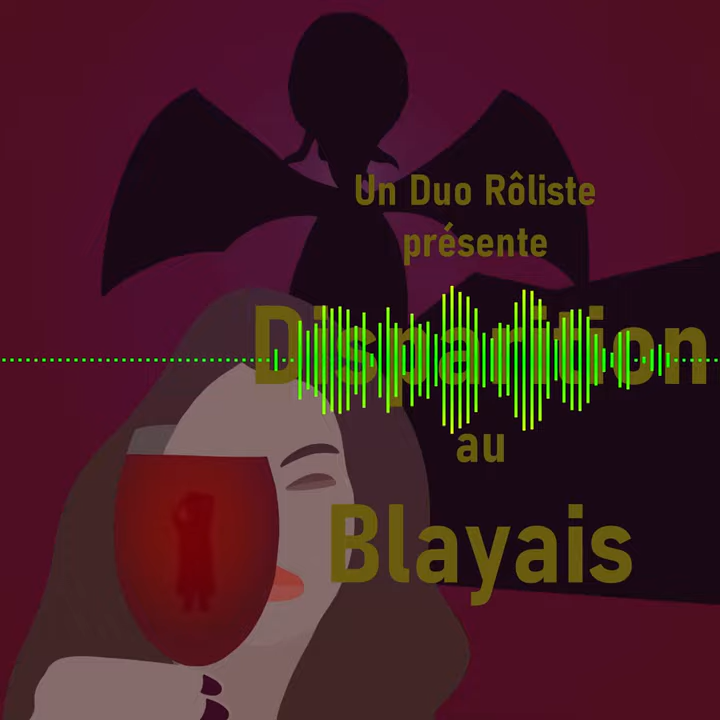 Un Duo Rôliste
présente
Disparition
au
Blayais